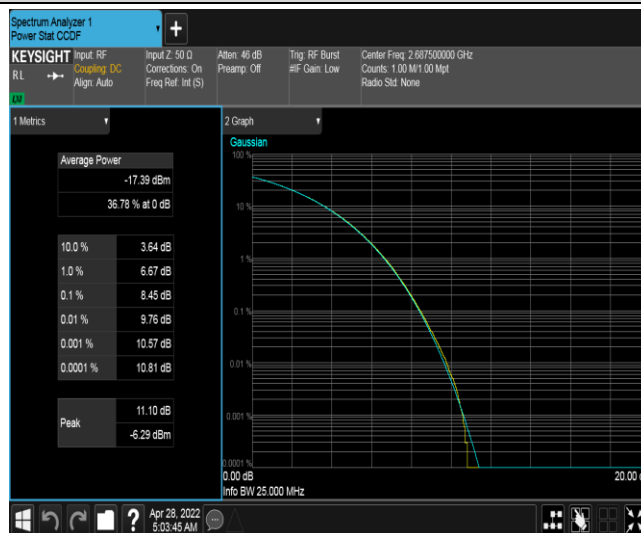 Spectrum Analyzer 1
Power Stat CCDF
+
KEYSIGHT
RL
LXI
Input: RF
Coupling: DC
Align: Auto
Input Z: 50 Ω
Corrections: On
Freq Ref: Int (S)
Atten: 46 dB
Preamp: Off
Trig: RF Burst
#IF Gain: Low
Center Freq: 2.687500000 GHz
Counts: 1.00 M/1.00 Mpt
Radio Std: None
1 Metrics
Average Power
-17.39 dBm
36.78 % at 0 dB
10.0 % 3.64 dB
1.0 % 6.67 dB
0.1 % 8.45 dB
0.01 % 9.76 dB
0.001 % 10.57 dB
0.0001 % 10.81 dB
Peak 11.10 dB
-6.29 dBm
2 Graph
Gaussian
100 %
10 %
1 %
0.1 %
0.01 %
0.001 %
0.0001 %
0.00 dB 20.00
Info BW 25.000 MHz
?
Apr 28, 2022
5:03:45 AM